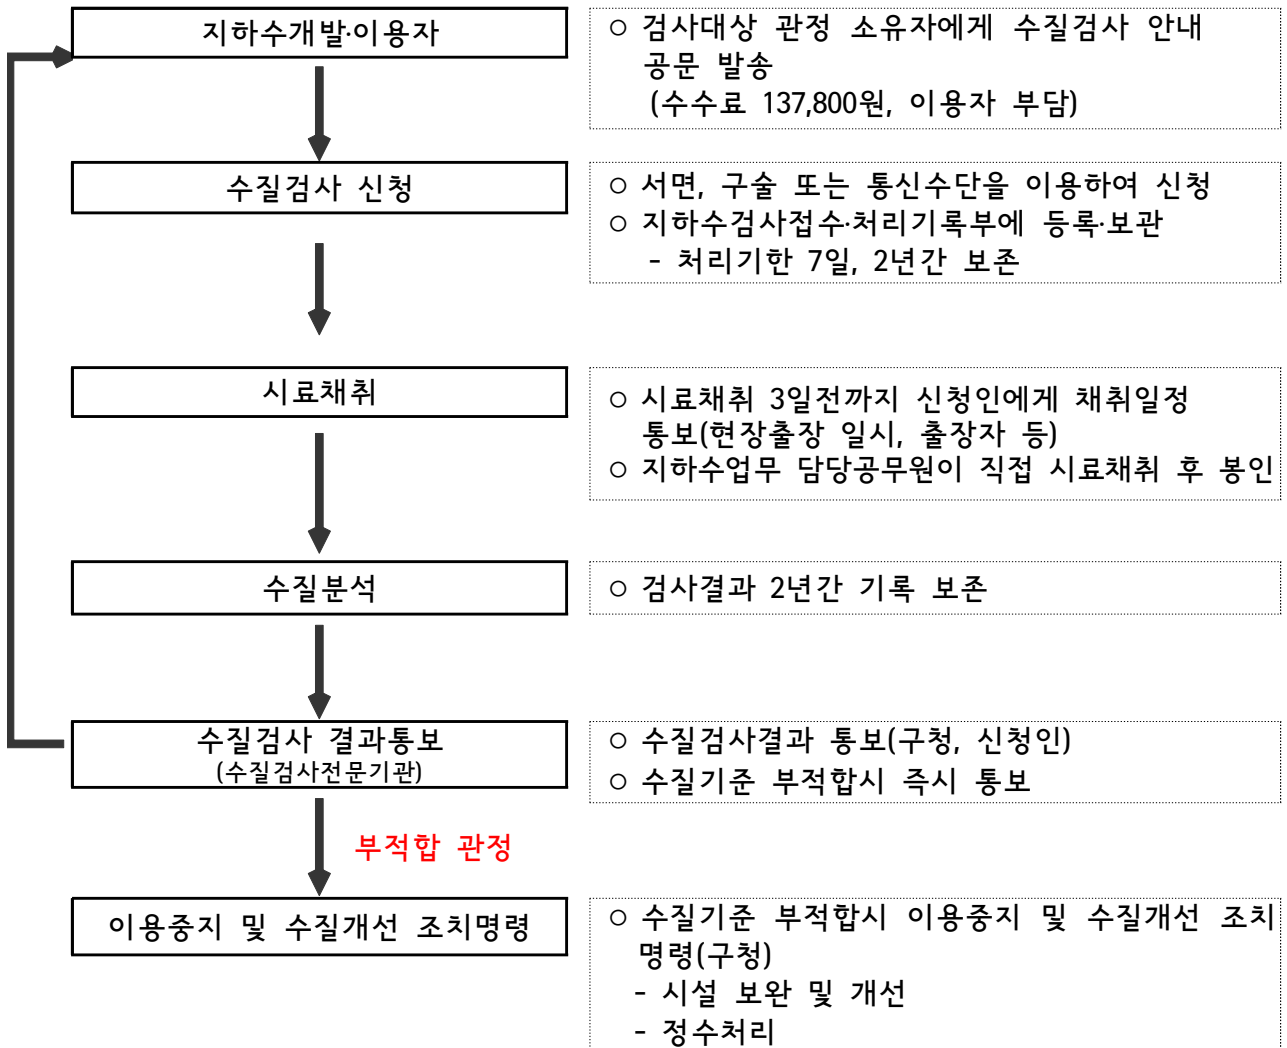 지하수개발·이용자
○ 검사대상 관정 소유자에게 수질검사 안내
공문 발송
(수수료 137,800원, 이용자 부담)
수질검사 신청
○ 서면, 구술 또는 통신수단을 이용하여 신청
○ 지하수검사접수·처리기록부에 등록·보관
- 처리기한 7일, 2년간 보존
시료채취
○ 시료채취 3일전까지 신청인에게 채취일정
통보(현장출장 일시, 출장자 등)
○ 지하수업무 담당공무원이 직접 시료채취 후 봉인
수질분석
○ 검사결과 2년간 기록 보존
수질검사 결과통보
(수질검사전문기관)
○ 수질검사결과 통보(구청, 신청인)
○ 수질기준 부적합시 즉시 통보
부적합 관정
이용중지 및 수질개선 조치명령
○ 수질기준 부적합시 이용중지 및 수질개선 조치
명령(구청)
- 시설 보완 및 개선
- 정수처리